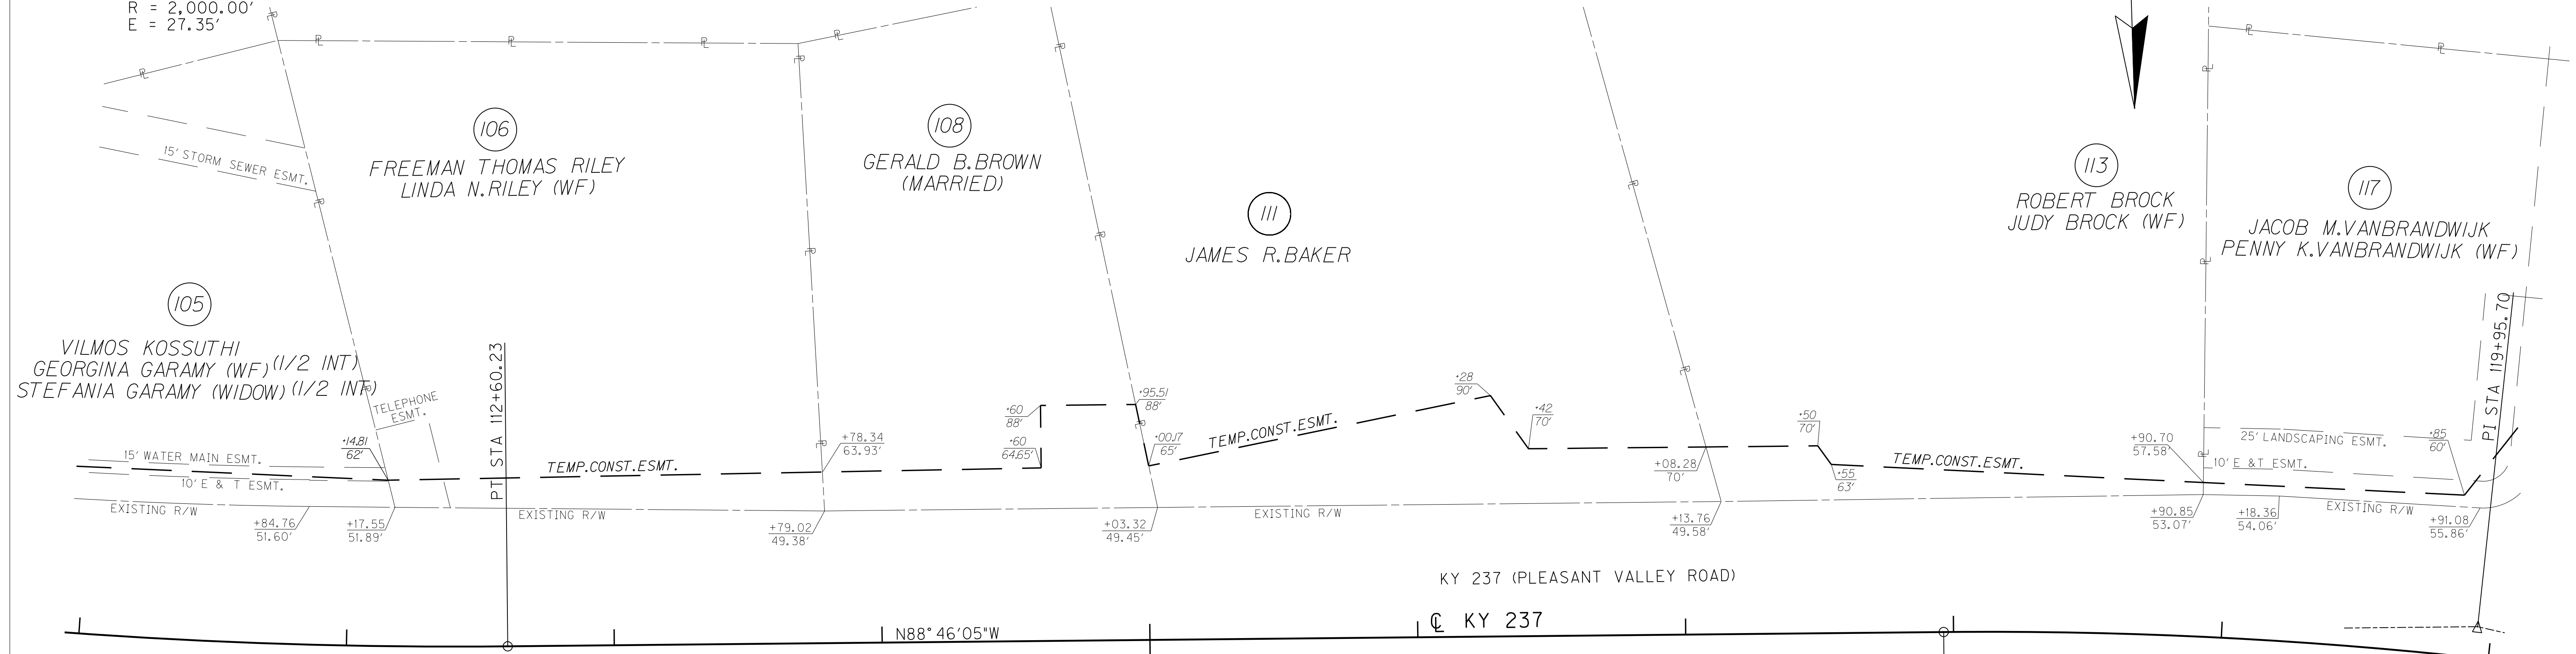 R = 2,000.00'
E = 27.35'
15' STORM SEWER ESMT.
106
FREEMAN THOMAS RILEY
LINDA N.RILEY (WF)
108
GERALD B.BROWN
(MARRIED)
111
JAMES R.BAKER
113
ROBERT BROCK
JUDY BROCK (WF)
117
JACOB M.VANBRANDWIJK
PENNY K.VANBRANDWIJK (WF)
105
VILMOS KOSSUTHI
GEORGINA GARAMY (WF) (1/2 INT)
STEFANIA GARAMY (WIDOW) (1/2 INT)
TELEPHONE
ESMT.
+14.81
62'
15' WATER MAIN ESMT.
10' E & T ESMT.
EXISTING R/W
+84.76
51.60'
+17.55
51.89'
PT STA 112+60.23
TEMP.CONST.ESMT.
EXISTING R/W
+78.34
63.93'
+79.02
49.38'
+60
88'
+60
64.65'
+95.51
88'
+00.17
65'
+03.32
49.45'
TEMP.CONST.ESMT.
EXISTING R/W
+28
90'
+42
70'
+08.28
70'
+13.76
49.58'
+50
70'
+55
63'
TEMP.CONST.ESMT.
+90.70
57.58'
+90.85
53.07'
25' LANDSCAPING ESMT.
10' E &T ESMT.
+18.36
54.06'
EXISTING R/W
+85
60'
+91.08
55.86'
PI STA 119+95.70
KY 237 (PLEASANT VALLEY ROAD)
N88°46'05"W
℄ KY 237